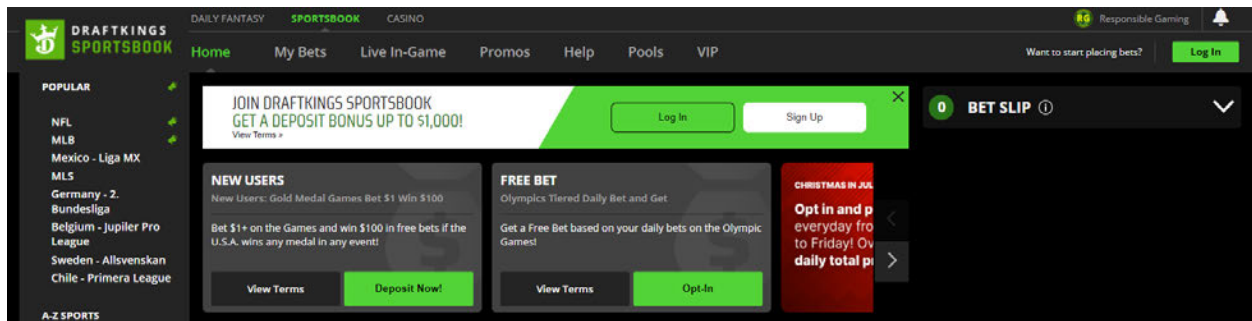 DRAFTKINGS
SPORTSBOOK
DAILY FANTASY SPORTSBOOK CASINO
RG Responsible Gaming
Home My Bets Live In-Game Promos Help Pools VIP
Want to start placing bets? Log In
POPULAR
NFL
MLB
Mexico - Liga MX
MLS
Germany - 2.
Bundesliga
Belgium - Jupiler Pro
League
Sweden - Allsvenskan
Chile - Primera League
A-Z SPORTS
JOIN DRAFTKINGS SPORTSBOOK
GET A DEPOSIT BONUS UP TO $1,000!
View Terms »
Log In
Sign Up
NEW USERS
New Users: Gold Medal Games Bet $1 Win $100
Bet $1+ on the Games and win $100 in free bets if the
U.S.A. wins any medal in any event!
View Terms
Deposit Now!
FREE BET
Olympics Tiered Daily Bet and Get
Get a Free Bet based on your daily bets on the Olympic
Games!
View Terms
Opt-In
CHRISTMAS IN JUL
Opt in and p
everyday fro
to Friday! Ov
daily total p
0 BET SLIP